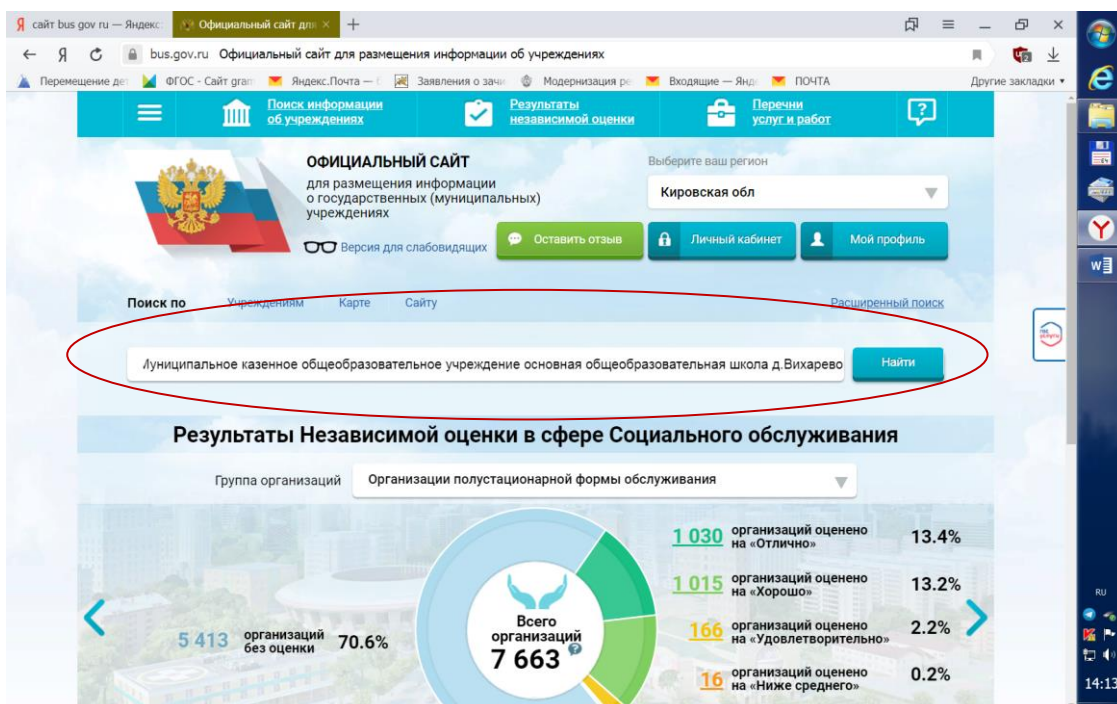 сайт bus gov ru — Яндекс:
Официальный сайт для
bus.gov.ru Официальный сайт для размещения информации об учреждениях
Перемещение де
ФГОС - Сайт gram
Яндекс.Почта —
Заявления о зачи
Модернизация ре
Входящие — Янд
ПОЧТА
Другие закладки
Поиск информации
об учреждениях
Результаты
независимой оценки
Перечни
услуг и работ
ОФИЦИАЛЬНЫЙ САЙТ
для размещения информации
о государственных (муниципальных)
учреждениях
Версия для слабовидящих
Выберите ваш регион
Кировская обл
Оставить отзыв
Личный кабинет
Мой профиль
Поиск по Учреждениям Карте Сайту Расширенный поиск
Муниципальное казенное общеобразовательное учреждение основная общеобразовательная школа д.Вихарево
Найти
Результаты Независимой оценки в сфере Социального обслуживания
Группа организаций Организации полустационарной формы обслуживания
5 413 организаций
без оценки 70.6%
Всего
организаций
7 663
1 030 организаций оценено
на «Отлично» 13.4%
1 015 организаций оценено
на «Хорошо» 13.2%
166 организаций оценено
на «Удовлетворительно» 2.2%
16 организаций оценено
на «Ниже среднего» 0.2%
RU
14:13